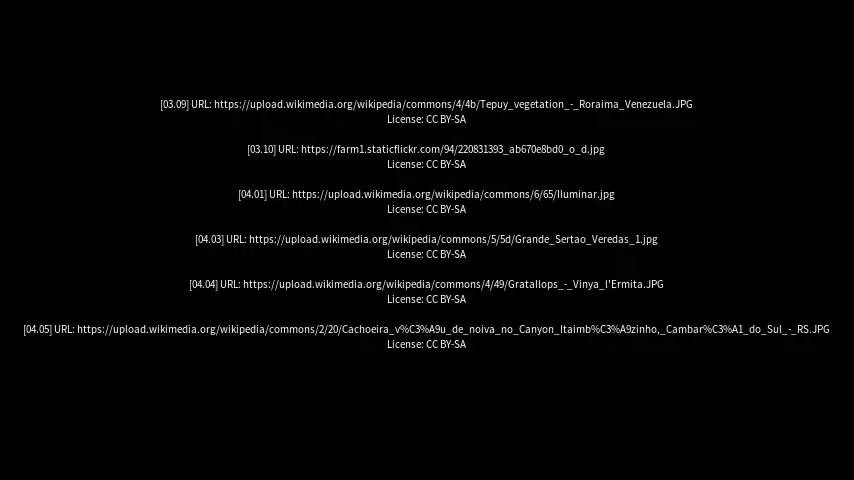 [03.09] URL: https://upload.wikimedia.org/wikipedia/commons/4/4b/Tepuy_vegetation_-_Roraima_Venezuela.JPG
License: CC BY-SA
[03.10] URL: https://farm1.staticflickr.com/94/220831393_ab670e8bd0_o_d.jpg
License: CC BY-SA
[04.01] URL: https://upload.wikimedia.org/wikipedia/commons/6/65/Iluminar.jpg
License: CC BY-SA
[04.03] URL: https://upload.wikimedia.org/wikipedia/commons/5/5d/Grande_Sertao_Veredas_1.jpg
License: CC BY-SA
[04.04] URL: https://upload.wikimedia.org/wikipedia/commons/4/49/Gratallops_-_Vinya_l'Ermita.JPG
License: CC BY-SA
[04.05] URL: https://upload.wikimedia.org/wikipedia/commons/2/20/Cachoeira_v%C3%A9u_de_noiva_no_Canyon_Itaimb%C3%A9zinho,_Cambar%C3%A1_do_Sul_-_RS.JPG
License: CC BY-SA